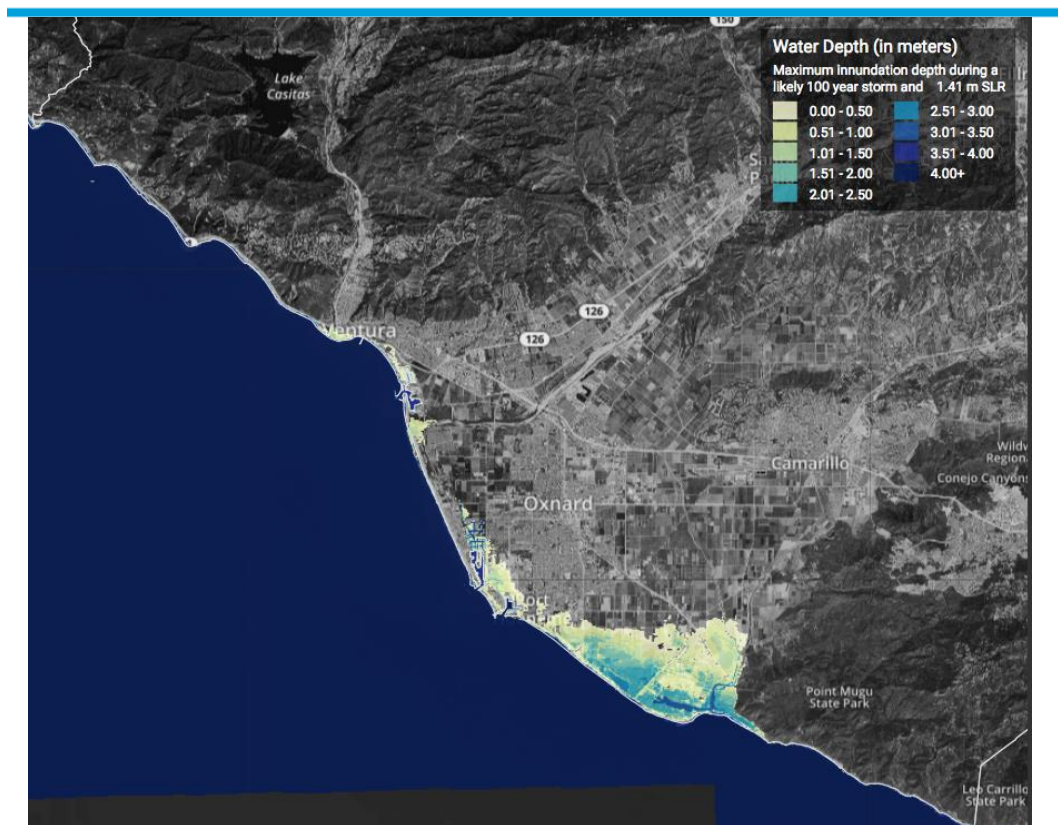 150
Water Depth (in meters)
Maximum innundation depth during a
likely 100 year storm and 1.41 m SLR
0.00 - 0.50
0.51 - 1.00
1.01 - 1.50
1.51 - 2.00
2.01 - 2.50
2.51 - 3.00
3.01 - 3.50
3.51 - 4.00
4.00+
Lake
Casitas
126
Ventura
126
Camarillo
Region
Conejo Canyons
Oxnard
Point Mugu
State Park
Leo Carrillo
State Park